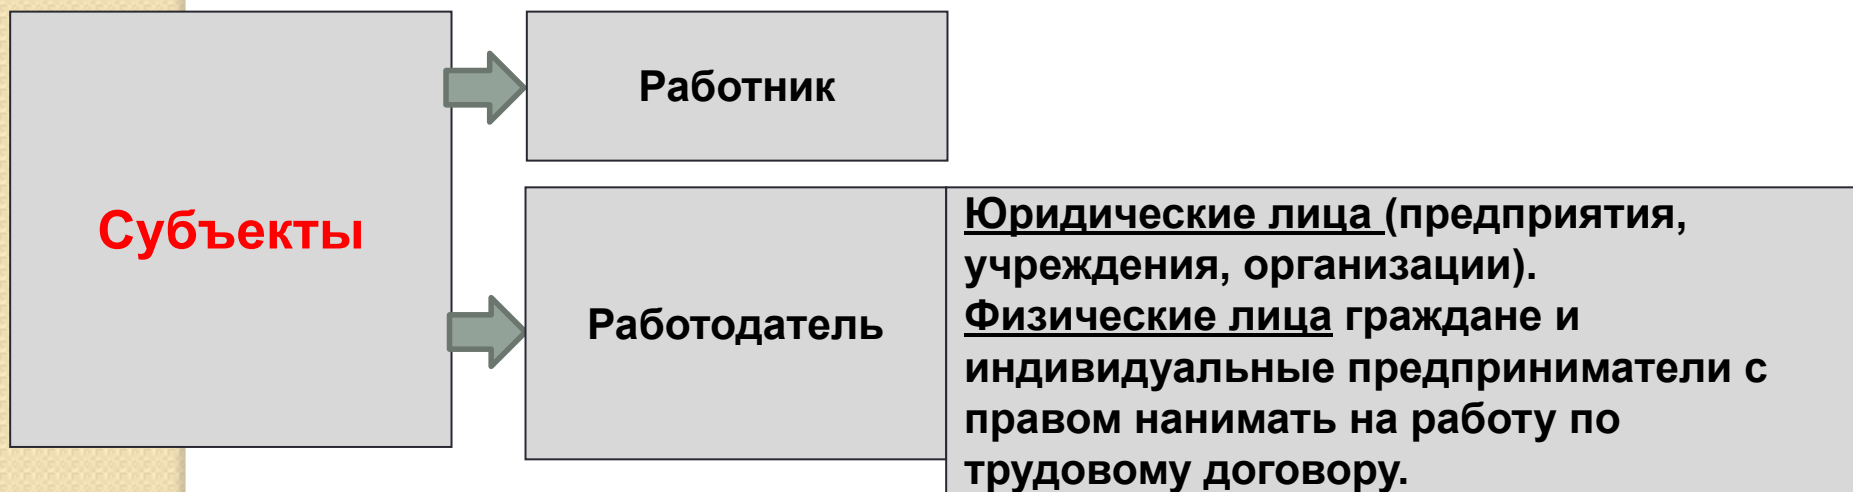 Субъекты
Работник
Работодатель
Юридические лица (предприятия,
учреждения, организации).
Физические лица граждане и
индивидуальные предприниматели с
правом нанимать на работу по
трудовому договору.